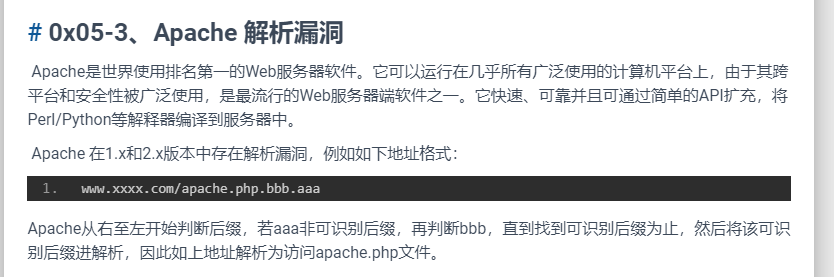 # 0x05-3、Apache 解析漏洞
Apache是世界使用排名第一的Web服务器软件。它可以运行在几乎所有广泛使用的计算机平台上，由于其跨
平台和安全性被广泛使用，是最流行的Web服务器端软件之一。它快速、可靠并且可通过简单的API扩充，将
Perl/Python等解释器编译到服务器中。
Apache 在1.x和2.x版本中存在解析漏洞，例如如下地址格式：
1. www.xxxx.com/apache.php.bbb.aaa
Apache从右至左开始判断后缀，若aaa非可识别后缀，再判断bbb，直到找到可识别后缀为止，然后将该可识
别后缀进解析，因此如上地址解析为访问apache.php文件。